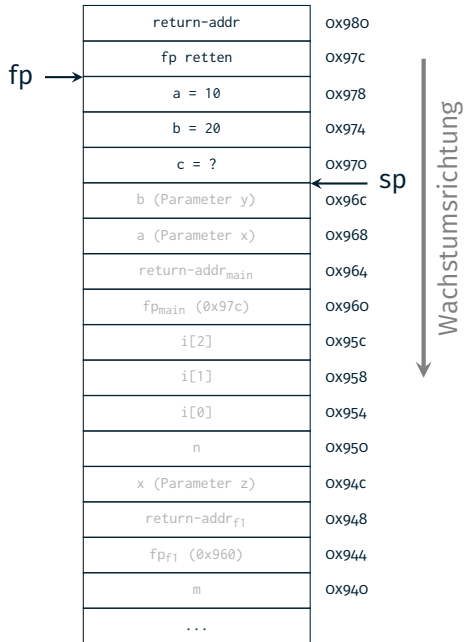 return-addr 0x980
fp retten 0x97c
fp
a = 10 0x978
b = 20 0x974
c = ? 0x970
sp
b (Parameter y) 0x96c
a (Parameter x) 0x968
return-addrmain 0x964
fpmain (0x97c) 0x960
i[2] 0x95c
i[1] 0x958
i[0] 0x954
n 0x950
x (Parameter z) 0x94c
return-addrf1 0x948
fpf1 (0x960) 0x944
m 0x940
...
Wachstumsrichtung